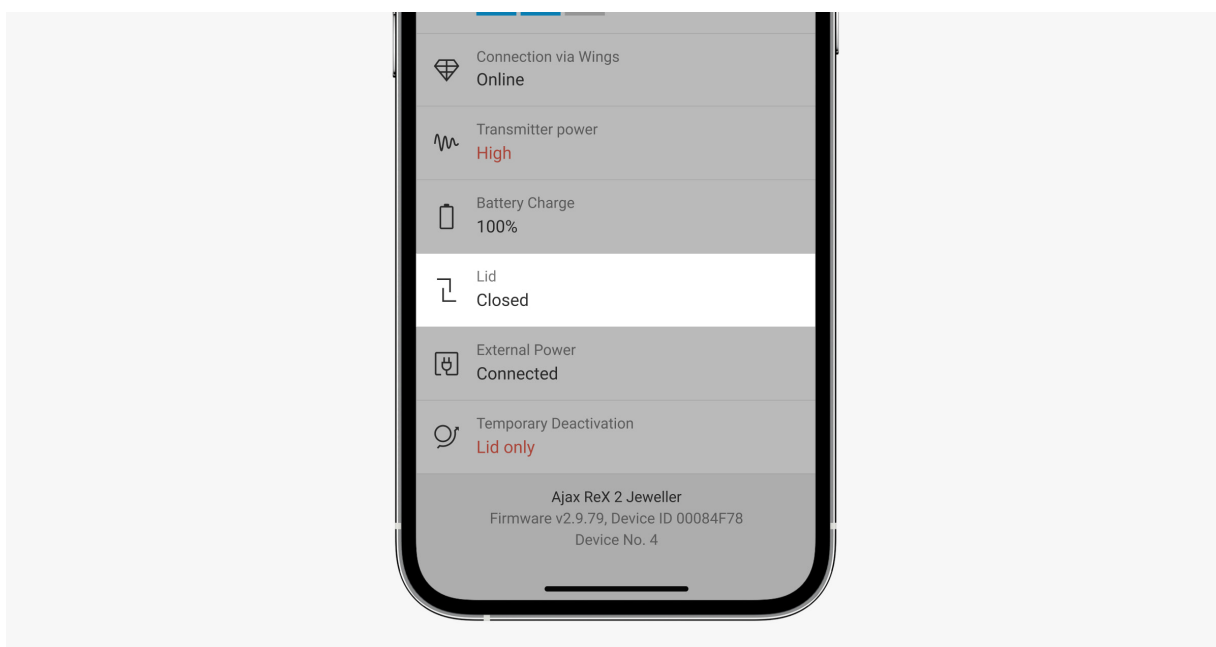 Connection via Wings
Online
Transmitter power
High
Battery Charge
100%
Lid
Closed
External Power
Connected
Temporary Deactivation
Lid only
Ajax ReX 2 Jeweller
Firmware v2.9.79, Device ID 00084F78
Device No. 4